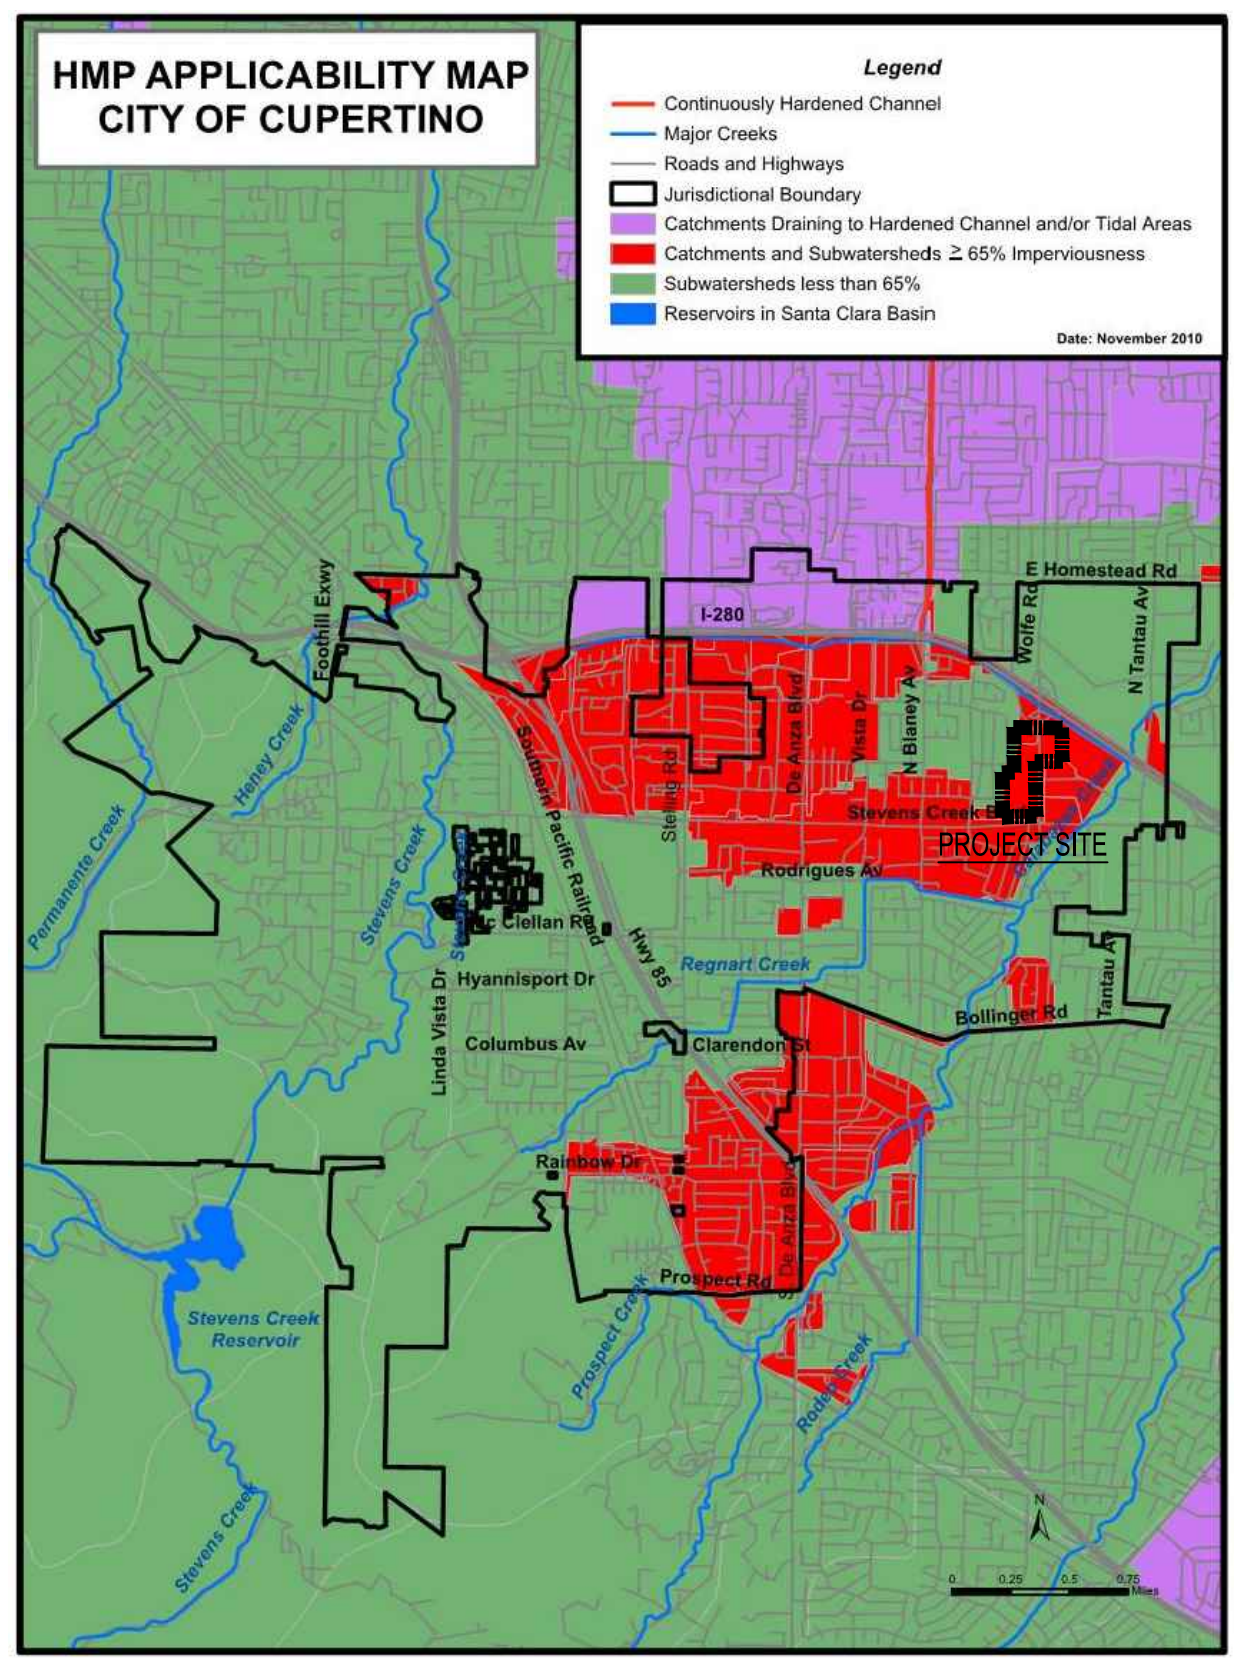 HMP APPLICABILITY MAP
CITY OF CUPERTINO
Legend
Continuously Hardened Channel
Major Creeks
Roads and Highways
Jurisdictional Boundary
Catchments Draining to Hardened Channel and/or Tidal Areas
Catchments and Subwatersheds ≥ 65% Imperviousness
Subwatersheds less than 65%
Reservoirs in Santa Clara Basin
Date: November 2010
E Homestead Rd
Foothill Exwy
I-280
Wolfe Rd
N Tantau Av
Heney Creek
Southern Pacific Railroad
Stelling Rd
De Anza Blvd
Vista Dr
N Blaney Av
Stevens Creek
PROJECT SITE
Permanente Creek
Stevens Creek
Rodrigues Av
Clellan
Hwy 85
Regnart Creek
Hyannisport Dr
Linda Vista Dr
Tantau Av
Bollinger Rd
Columbus Av
Clarendon St
Rainbow Dr
S De Anza Blvd
Prospect Rd
Stevens Creek
Reservoir
Prospect Creek
Rodeo Creek
Stevens Creek
N
0 0.25 0.5 0.75
Miles